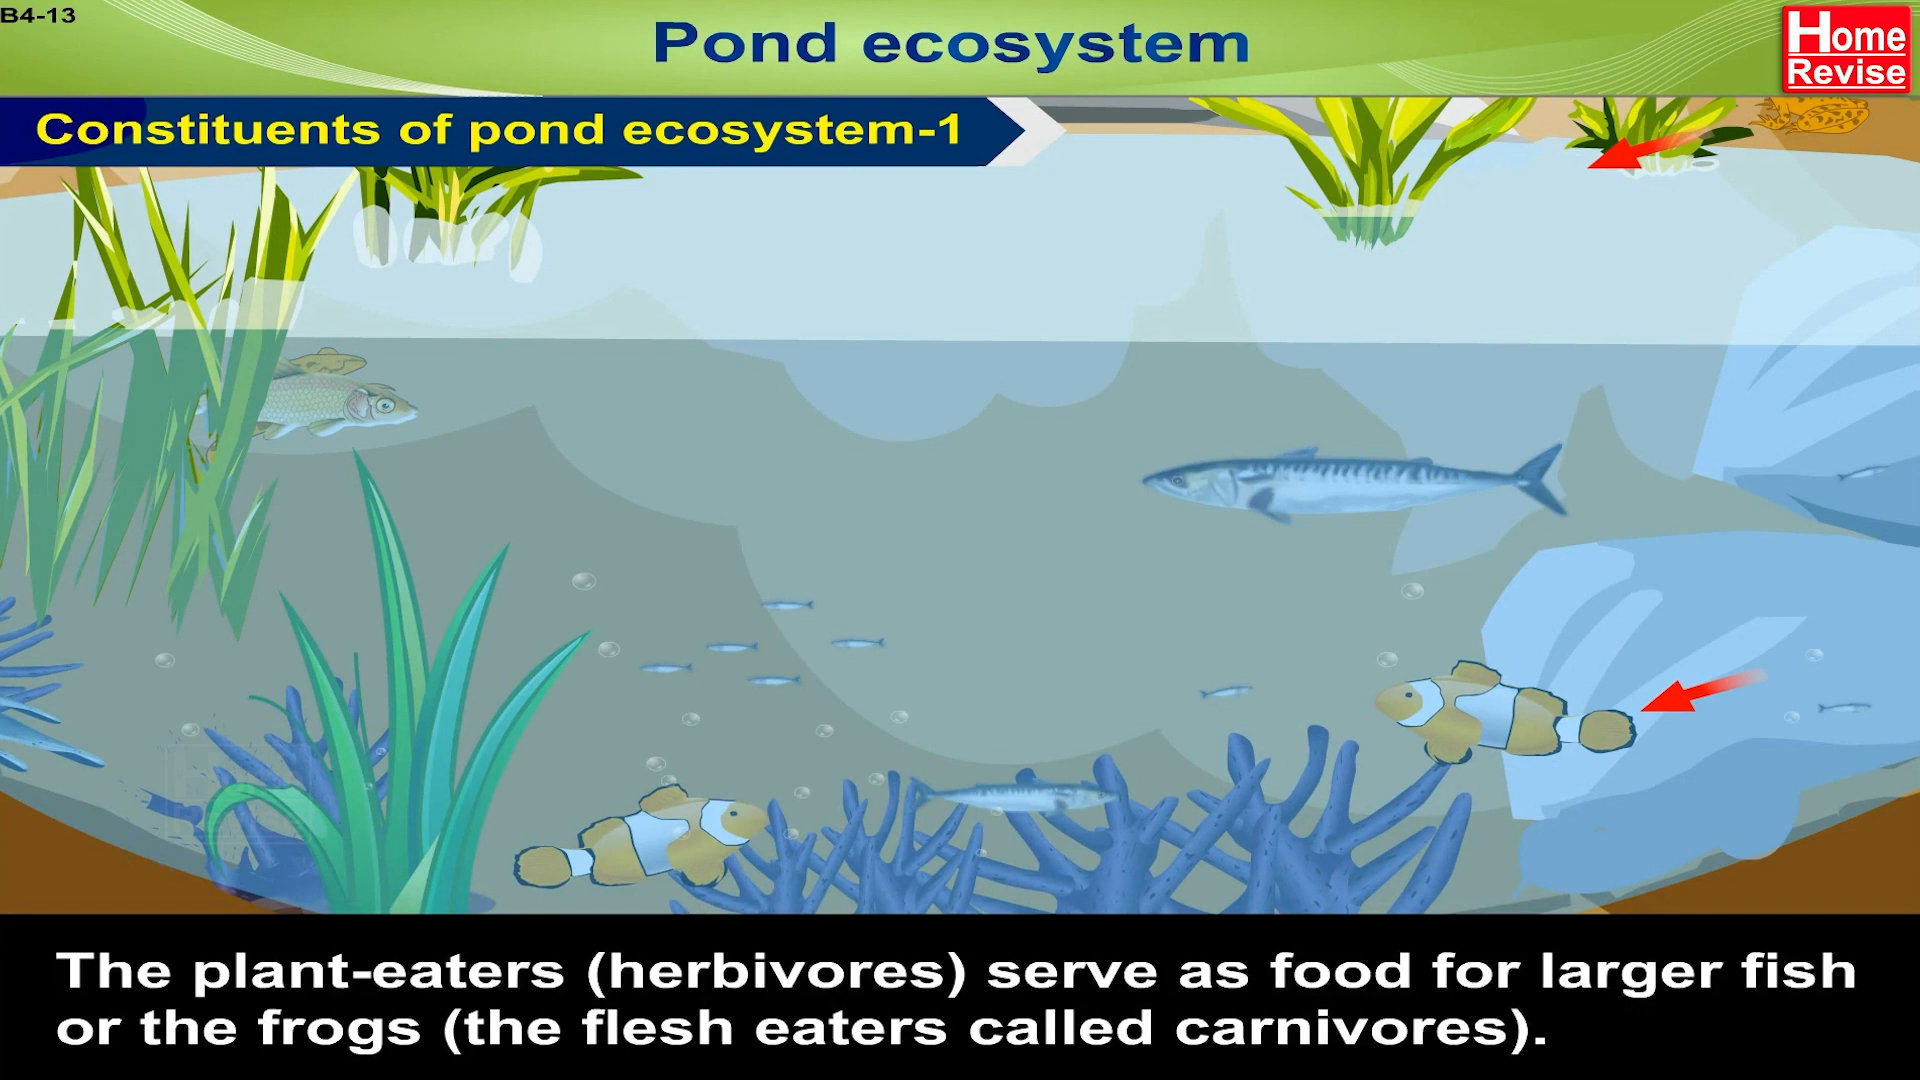 B4-13
Pond ecosystem
Home
Revise
Constituents of pond ecosystem-1
The plant-eaters (herbivores) serve as food for larger fish
or the frogs (the flesh eaters called carnivores).